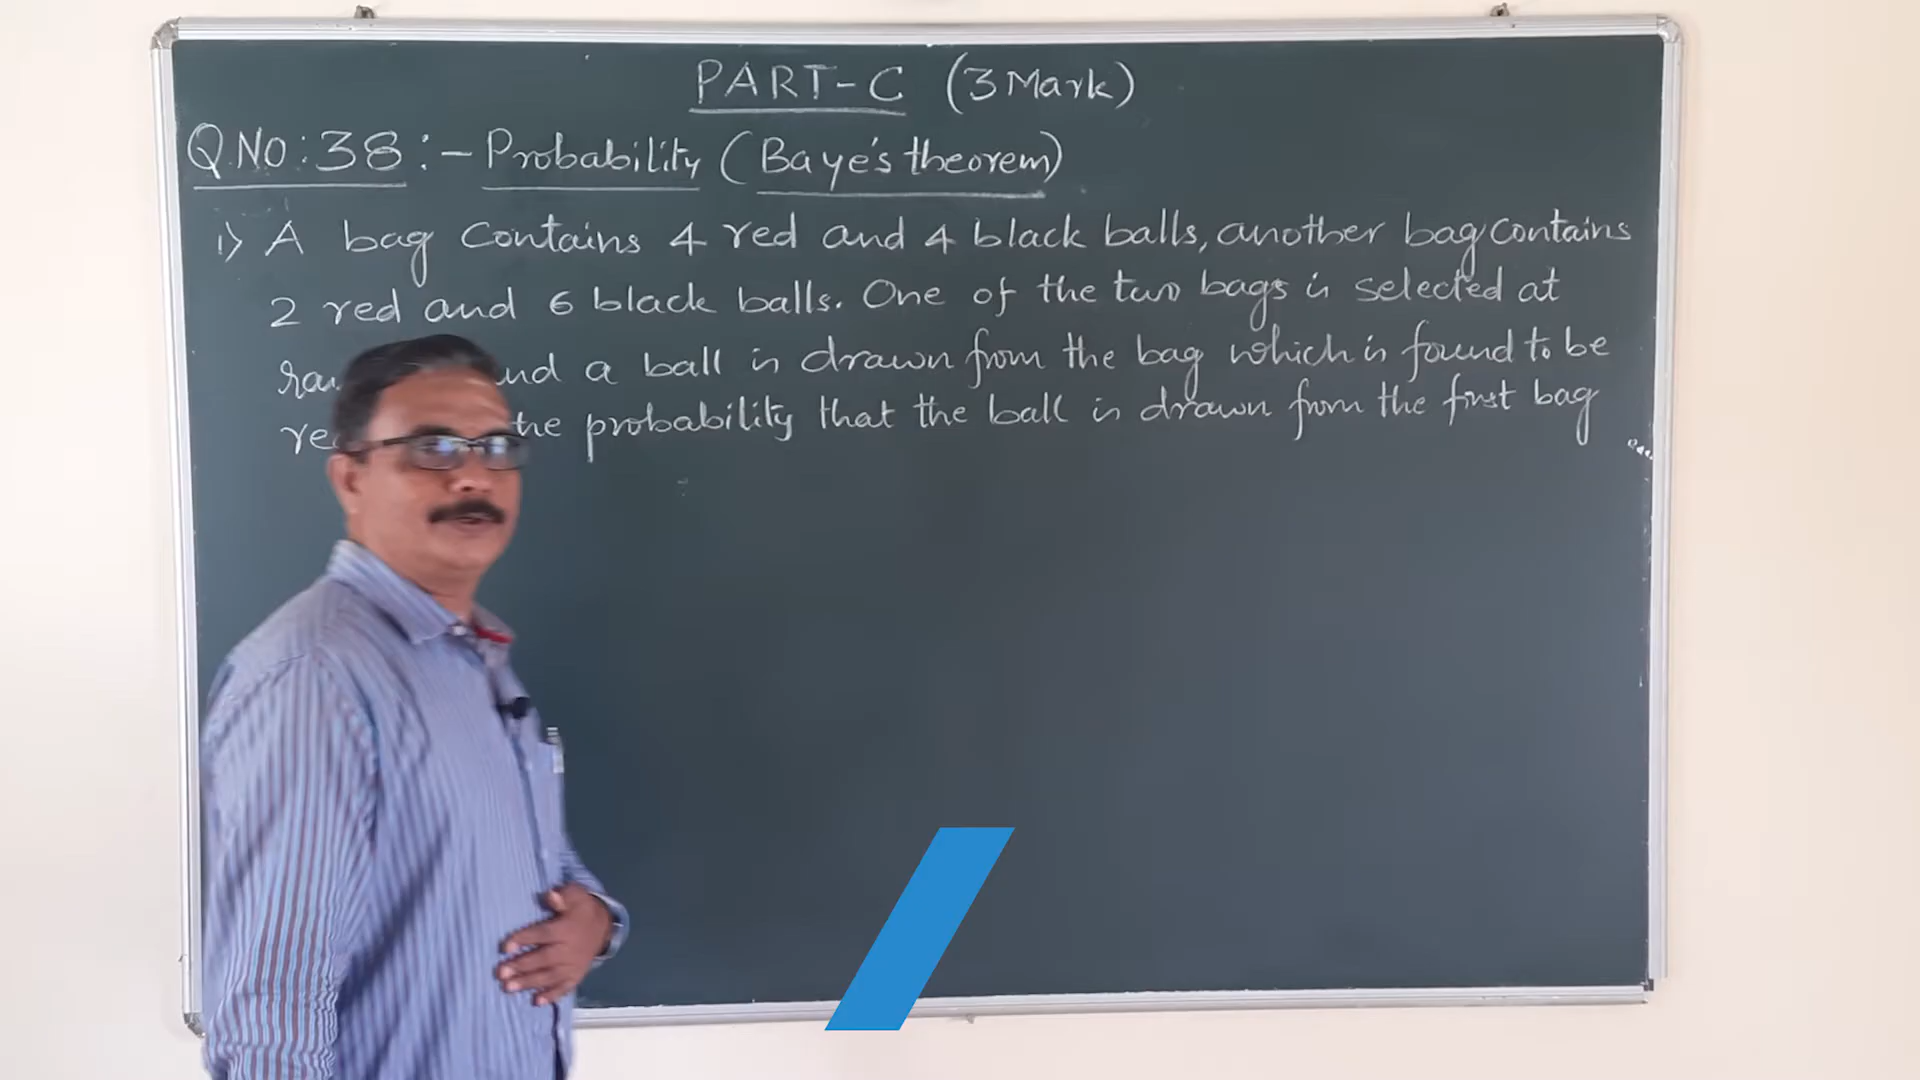 PART-C (3 Mark)
Q.NO:38:- Probability (Baye's theorem)
1) A bag contains 4 red and 4 black balls, another bag contains
2 red and 6 black balls. One of the two bags is selected at
a ball is drawn from the bag which is found to be
probability that the ball is drawn from the first bag